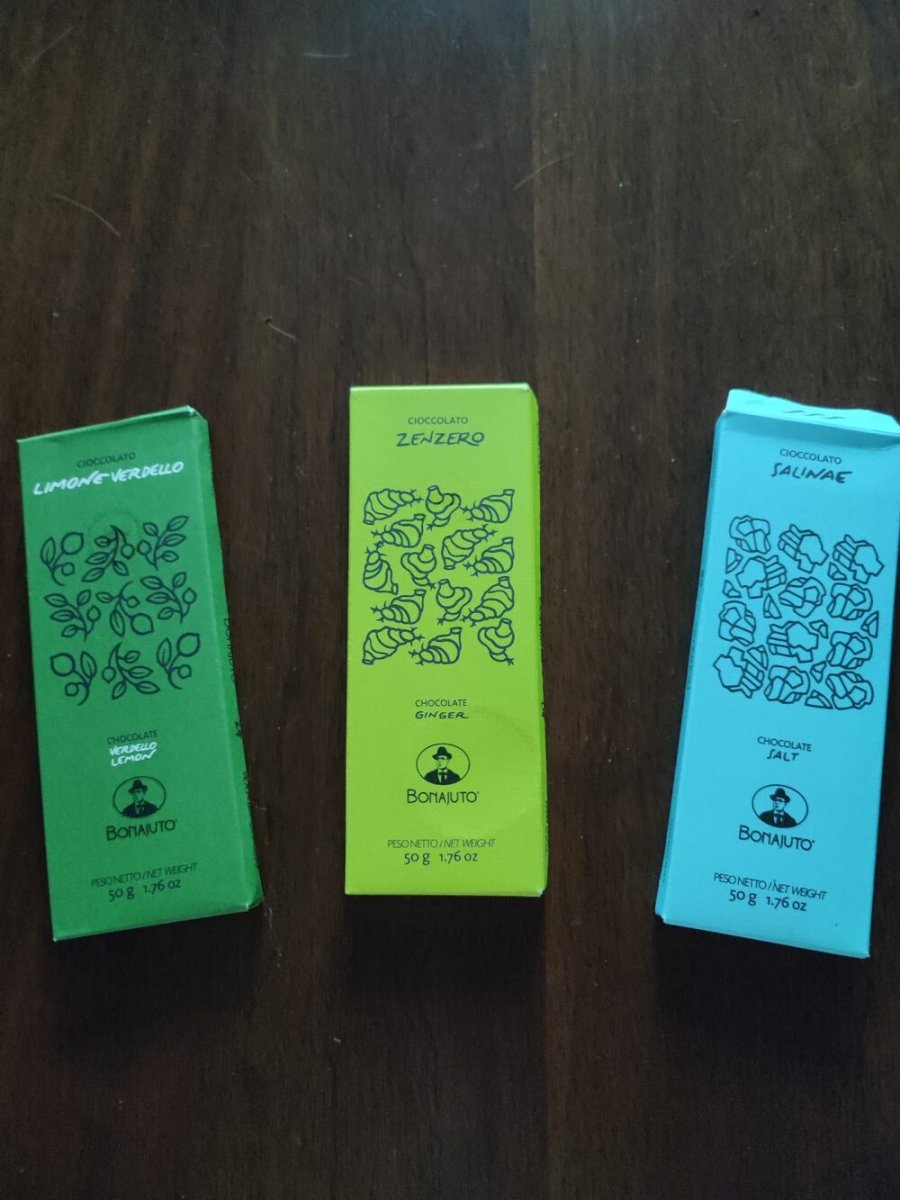 CIOCCOLATO
LIMONE VERDELLO
CHOCOLATE
VERDELLO
LEMON
BONAJUTO®
PESO NETTO / NET WEIGHT
50 g 1.76 oz
CIOCCOLATO
ZENZERO
CHOCOLATE
GINGER
BONAJUTO®
PESO NETTO / NET WEIGHT
50 g 1.76 oz
CIOCCOLATO
SALINAE
CHOCOLATE
SALT
BONAJUTO®
PESO NETTO / NET WEIGHT
50 g 1.76 oz